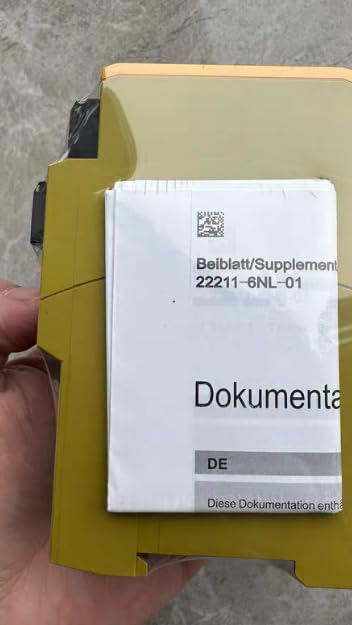 Beiblatt/Supplement
22211-6NL-01
Dokumenta
DE
Diese Dokumentation enthä